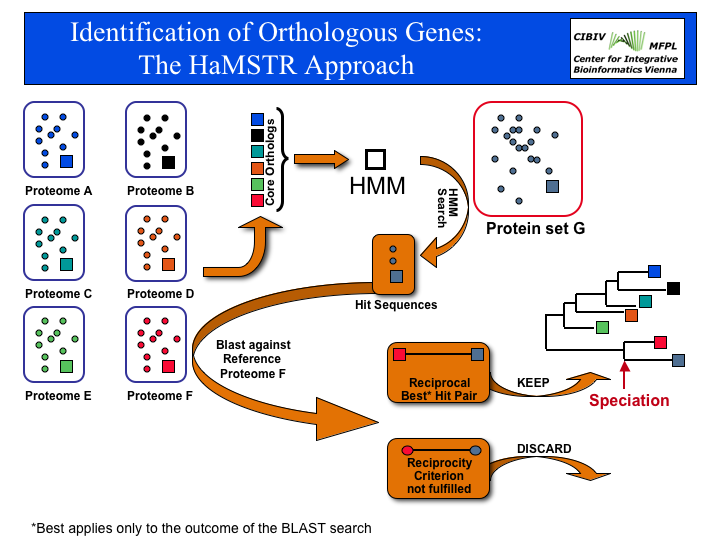 Identification of Orthologous Genes:
The HaMSTR Approach
CIBIV
MFPL
Center for Integrative
Bioinformatics Vienna
Proteome A
Proteome B
Core Orthologs
HMM
HMM
Search
Protein set G
Proteome C
Proteome D
Hit Sequences
Blast against
Reference
Proteome F
Proteome E
Proteome F
Reciprocal
Best* Hit Pair
KEEP
Speciation
Reciprocity
Criterion
not fulfilled
DISCARD
*Best applies only to the outcome of the BLAST search